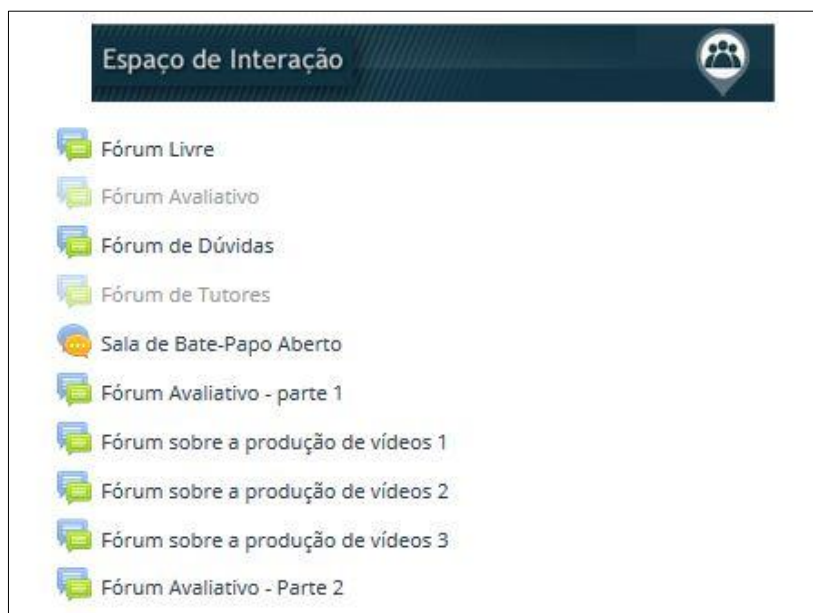 Espaço de Interação
Fórum Livre
Fórum Avaliativo
Fórum de Dúvidas
Fórum de Tutores
Sala de Bate-Papo Aberto
Fórum Avaliativo - parte 1
Fórum sobre a produção de vídeos 1
Fórum sobre a produção de vídeos 2
Fórum sobre a produção de vídeos 3
Fórum Avaliativo - Parte 2